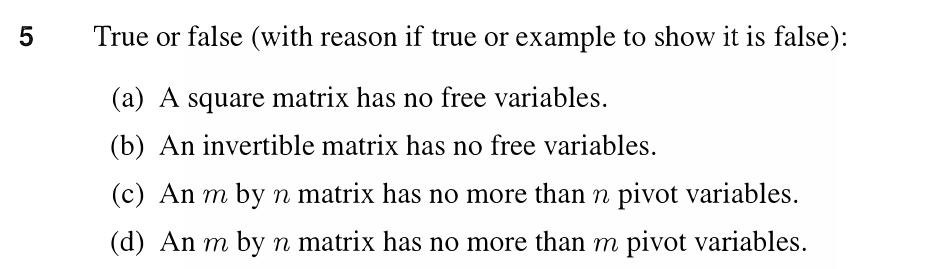 5 True or false (with reason if true or example to show it is false):
(a) A square matrix has no free variables.
(b) An invertible matrix has no free variables.
(c) An m by n matrix has no more than n pivot variables.
(d) An m by n matrix has no more than m pivot variables.